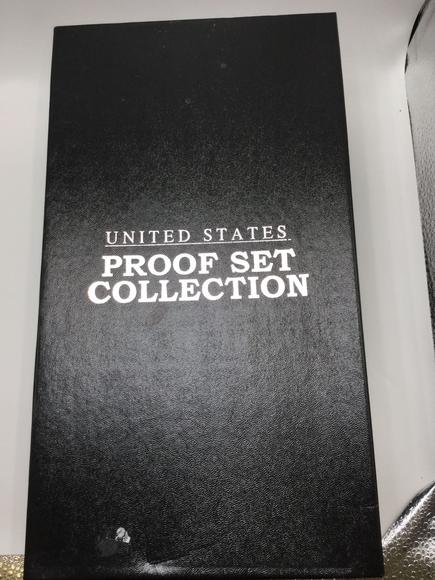 UNITED STATES
PROOF SET
COLLECTION